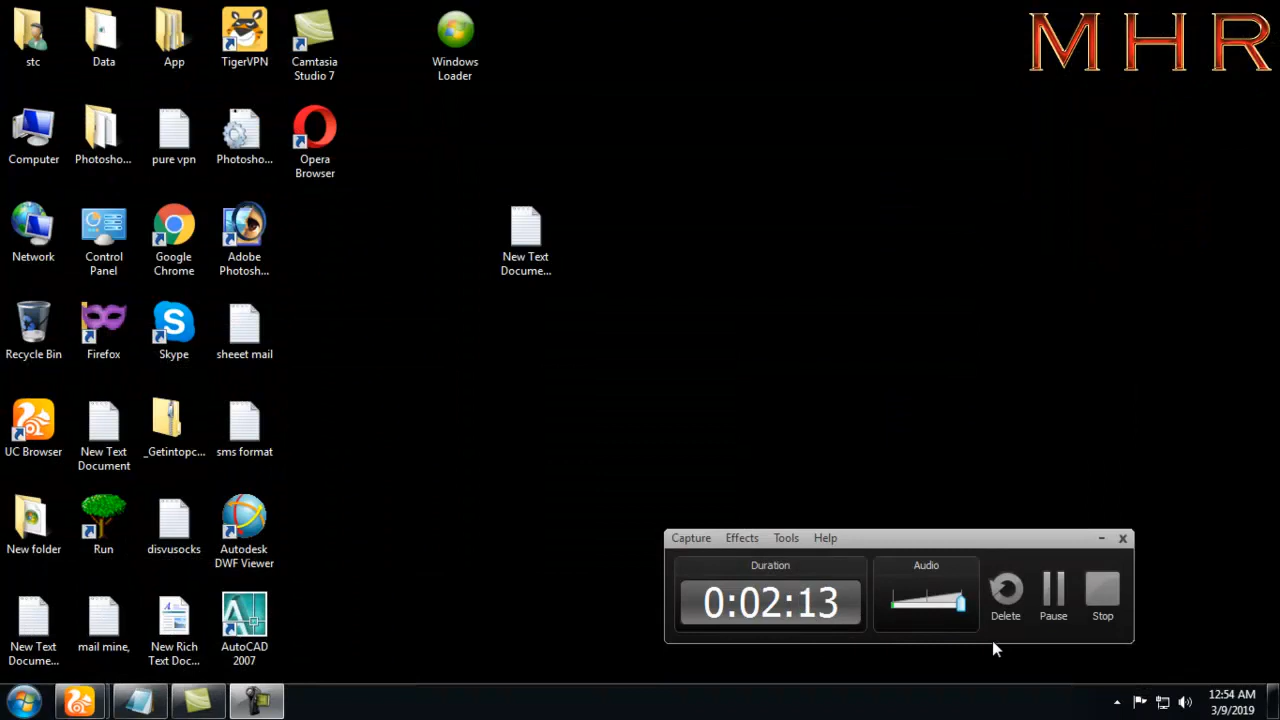 MHR
stc
Data
App
TigerVPN
Camtasia
Studio 7
Windows
Loader
Computer
Photosho...
pure vpn
Photosho...
Opera
Browser
Network
Control
Panel
Google
Chrome
Adobe
Photosh...
New Text
Docume...
Recycle Bin
Firefox
Skype
sheeet mail
UC Browser
New Text
Document
_Getintopc...
sms format
New folder
Run
disvusocks
Autodesk
DWF Viewer
New Text
Docume...
mail mine,
New Rich
Text Doc...
AutoCAD
2007
Capture Effects Tools Help
Duration
0:02:13
Audio
Delete
Pause
Stop
12:54 AM
3/9/2019